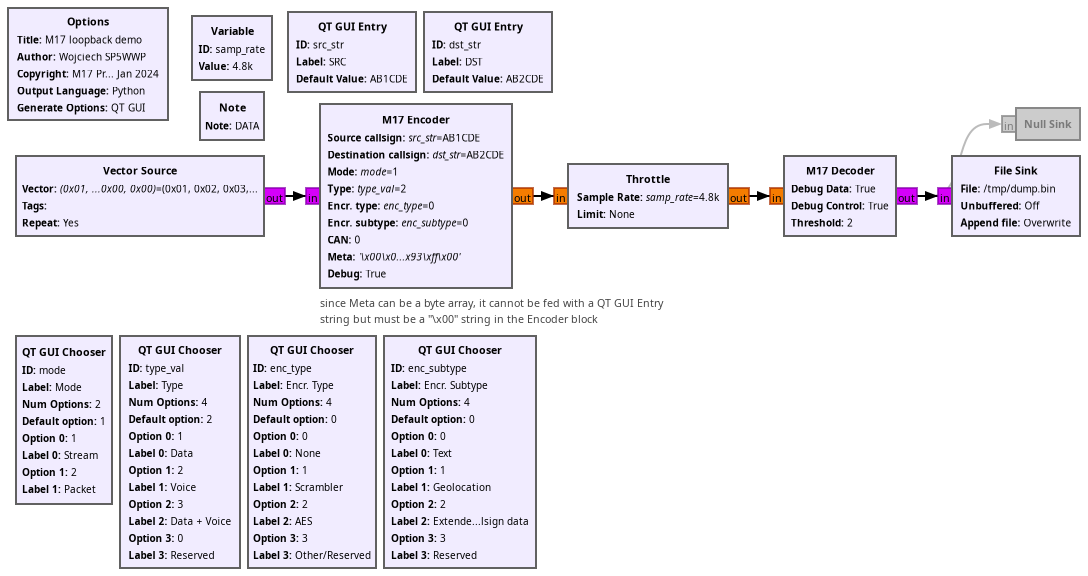 Options
Title: M17 loopback demo
Author: Wojciech SP5WWP
Copyright: M17 Pr... Jan 2024
Output Language: Python
Generate Options: QT GUI
Variable
ID: samp_rate
Value: 4.8k
Note
Note: DATA
QT GUI Entry
ID: src_str
Label: SRC
Default Value: AB1CDE
QT GUI Entry
ID: dst_str
Label: DST
Default Value: AB2CDE
Vector Source
Vector: (0x01, ...0x00, 0x00)=(0x01, 0x02, 0x03,...
Tags:
Repeat: Yes
out
in
M17 Encoder
Source callsign: src_str=AB1CDE
Destination callsign: dst_str=AB2CDE
Mode: mode=1
Type: type_val=2
Encr. type: enc_type=0
Encr. subtype: enc_subtype=0
CAN: 0
Meta: '\x00\x0...x93\xff\x00'
Debug: True
out
in
Throttle
Sample Rate: samp_rate=4.8k
Limit: None
out
in
M17 Decoder
Debug Data: True
Debug Control: True
Threshold: 2
out
in
File Sink
File: /tmp/dump.bin
Unbuffered: Off
Append file: Overwrite
in
Null Sink
since Meta can be a byte array, it cannot be fed with a QT GUI Entry
string but must be a "\x00" string in the Encoder block
QT GUI Chooser
ID: mode
Label: Mode
Num Options: 2
Default option: 1
Option 0: 1
Label 0: Stream
Option 1: 2
Label 1: Packet
QT GUI Chooser
ID: type_val
Label: Type
Num Options: 4
Default option: 2
Option 0: 1
Label 0: Data
Option 1: 2
Label 1: Voice
Option 2: 3
Label 2: Data + Voice
Option 3: 0
Label 3: Reserved
QT GUI Chooser
ID: enc_type
Label: Encr. Type
Num Options: 4
Default option: 0
Option 0: 0
Label 0: None
Option 1: 1
Label 1: Scrambler
Option 2: 2
Label 2: AES
Option 3: 3
Label 3: Other/Reserved
QT GUI Chooser
ID: enc_subtype
Label: Encr. Subtype
Num Options: 4
Default option: 0
Option 0: 0
Label 0: Text
Option 1: 1
Label 1: Geolocation
Option 2: 2
Label 2: Extende...lsign data
Option 3: 3
Label 3: Reserved